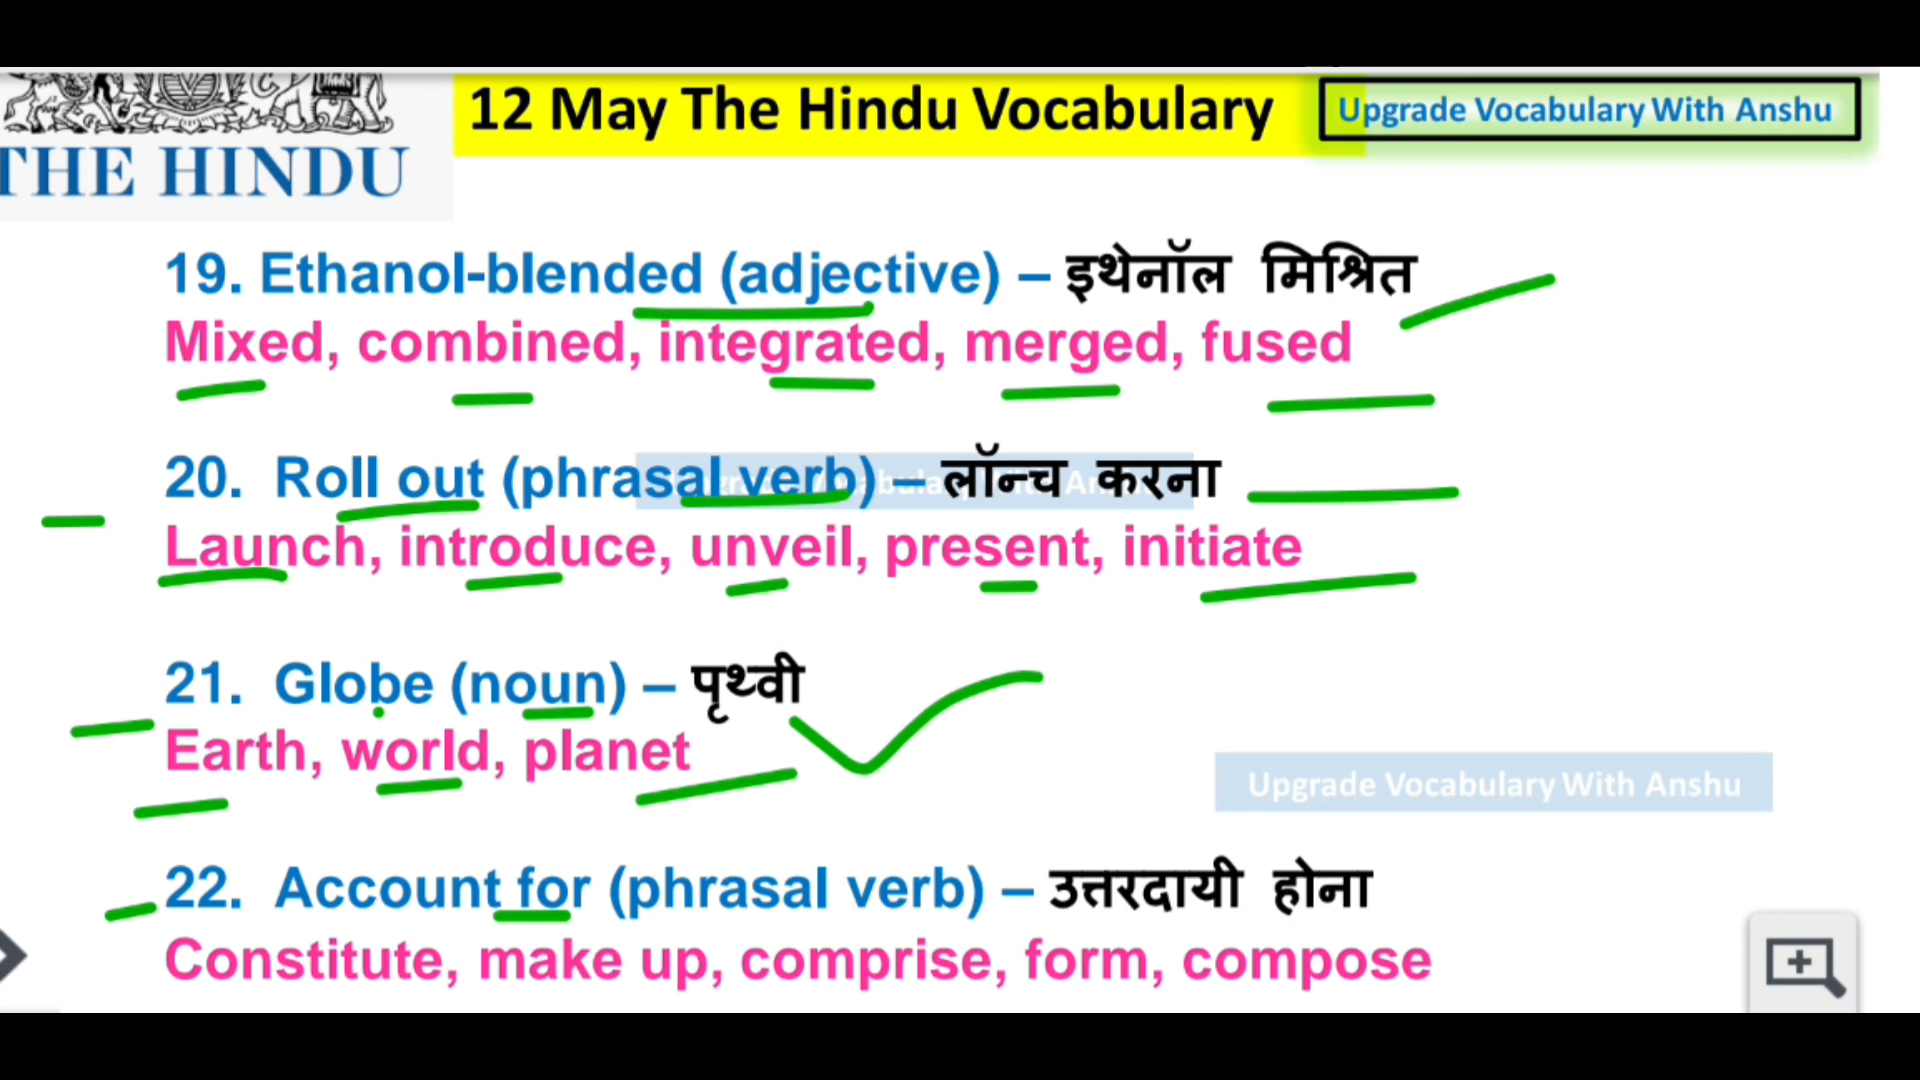 12 May The Hindu Vocabulary
Upgrade Vocabulary With Anshu
THE HINDU
19. Ethanol-blended (adjective) – इथेनॉल मिश्रित
Mixed, combined, integrated, merged, fused
20. Roll out (phrasal verb) – लॉन्च करना
Launch, introduce, unveil, present, initiate
21. Globe (noun) – पृथ्वी
Earth, world, planet
Upgrade Vocabulary With Anshu
22. Account for (phrasal verb) – उत्तरदायी होना
Constitute, make up, comprise, form, compose